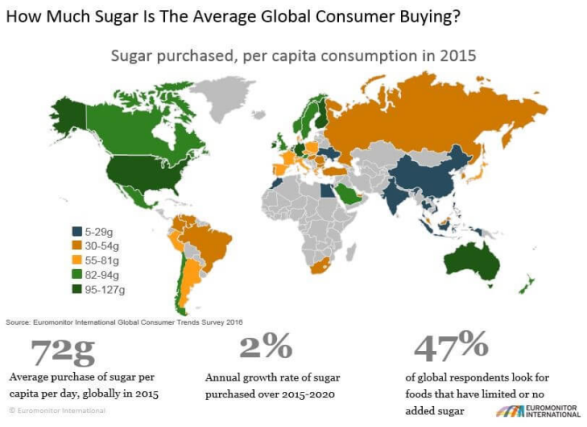 How Much Sugar Is The Average Global Consumer Buying?
Sugar purchased, per capita consumption in 2015
5-29g
30-54g
55-81g
82-94g
95-127g
Source: Euromonitor International Global Consumer Trends Survey 2016
72g
Average purchase of sugar per
capita per day, globally in 2015
2%
Annual growth rate of sugar
purchased over 2015-2020
47%
of global respondents look for
foods that have limited or no
added sugar
© Euromonitor International
EUROMONITOR
INTERNATIONAL